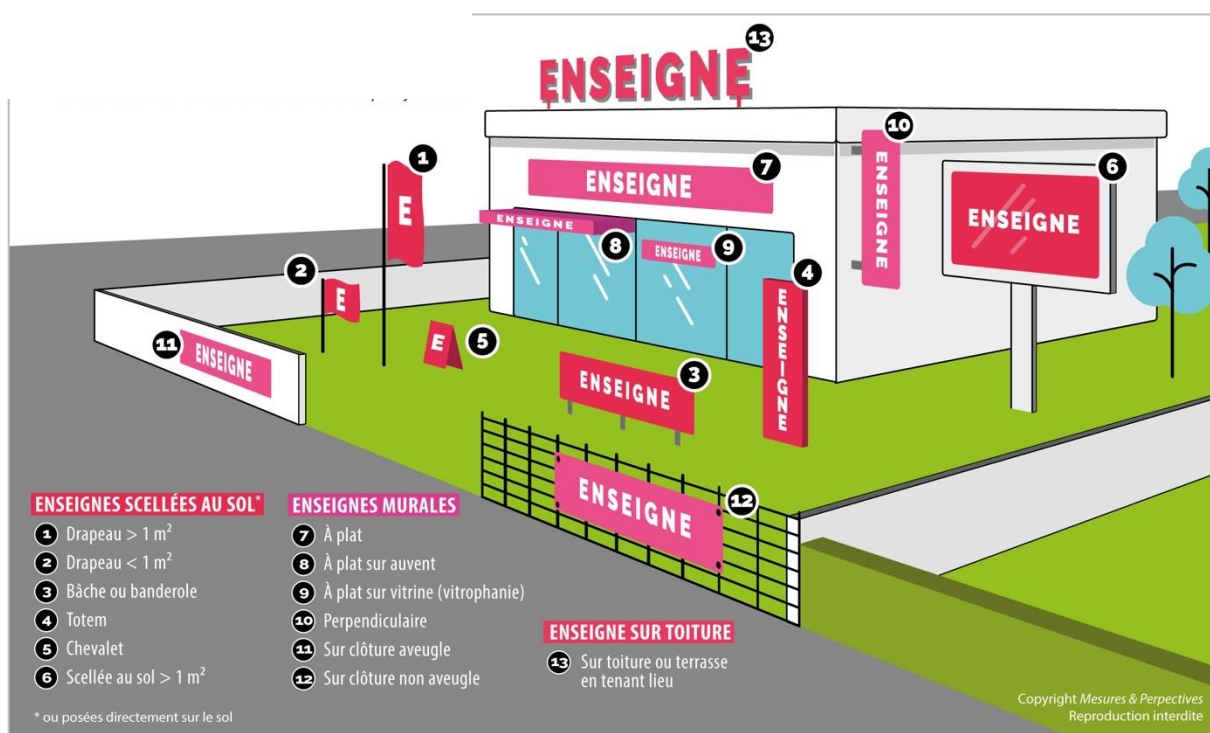 13
ENSEIGNE
10
ENSEIGNE
1
E
7
ENSEIGNE
6
ENSEIGNE
ENSEIGNE
8
ENSEIGNE
9
2
E
4
ENSEIGNE
11
ENSEIGNE
E
5
ENSEIGNE
3
ENSEIGNE
12
ENSEIGNES SCELLÉES AU SOL*
1 Drapeau > 1 m²
2 Drapeau < 1 m²
3 Bâche ou banderole
4 Totem
5 Chevalet
6 Scellée au sol > 1 m²
* ou posées directement sur le sol
ENSEIGNES MURALES
7 À plat
8 À plat sur auvent
9 À plat sur vitrine (vitrophanie)
10 Perpendiculaire
11 Sur clôture aveugle
12 Sur clôture non aveugle
ENSEIGNE SUR TOITURE
13 Sur toiture ou terrasse
en tenant lieu
Copyright Mesures & Perpectives
Reproduction interdite